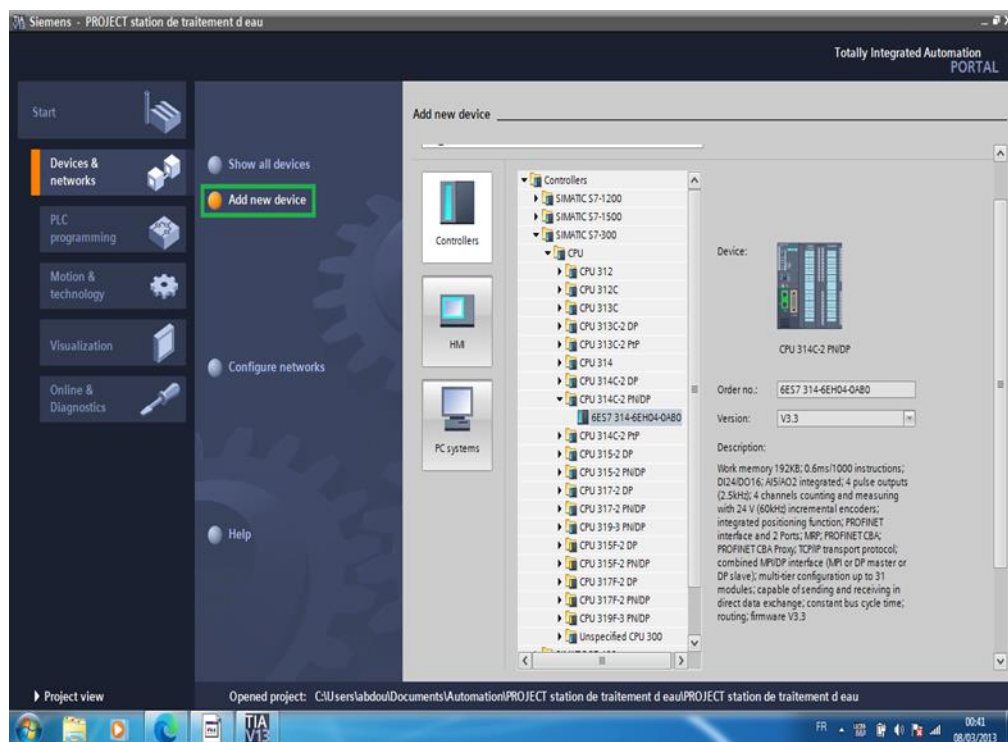 Siemens - PROJECT station de traitement d eau
Totally Integrated Automation
PORTAL
Start
Devices &
networks
PLC
programming
Motion &
technology
Visualization
Online &
Diagnostics
Show all devices
Add new device
Configure networks
Help
Add new device
Controllers
HMI
PC systems
Controllers
SIMATIC S7-1200
SIMATIC S7-1500
SIMATIC S7-300
CPU
CPU 312
CPU 312C
CPU 313C
CPU 313C-2 DP
CPU 313C-2 PtP
CPU 314
CPU 314C-2 DP
CPU 314C-2 PN/DP
6ES7 314-6EH04-0AB0
CPU 314C-2 PtP
CPU 315-2 DP
CPU 315-2 PN/DP
CPU 317-2 DP
CPU 317-2 PN/DP
CPU 319-3 PN/DP
CPU 315F-2 DP
CPU 315F-2 PN/DP
CPU 317F-2 DP
CPU 317F-2 PN/DP
CPU 319F-3 PN/DP
Unspecified CPU 300
Device:
CPU 314C-2 PN/DP
Order no.: 6ES7 314-6EH04-0AB0
Version: V3.3
Description:
Work memory 192KB; 0.6ms/1000 instructions;
DI24/DO16; AI5/AO2 integrated; 4 pulse outputs
(2.5kHz); 4 channels counting and measuring
with 24 V (60kHz) incremental encoders;
integrated positioning function; PROFINET
interface and 2 Ports; MRP; PROFINET CBA;
PROFINET CBA Proxy; TCP/IP transport protocol;
combined MPI/DP interface (MPI or DP master or
DP slave); multi-tier configuration up to 31
modules; capable of sending and receiving in
direct data exchange; constant bus cycle time;
routing; firmware V3.3
Project view
Opened project: C:\Users\abdou\Documents\Automation\PROJECT station de traitement d eau\PROJECT station de traitement d eau
TIA
V13
FR
00:41
08/03/2013